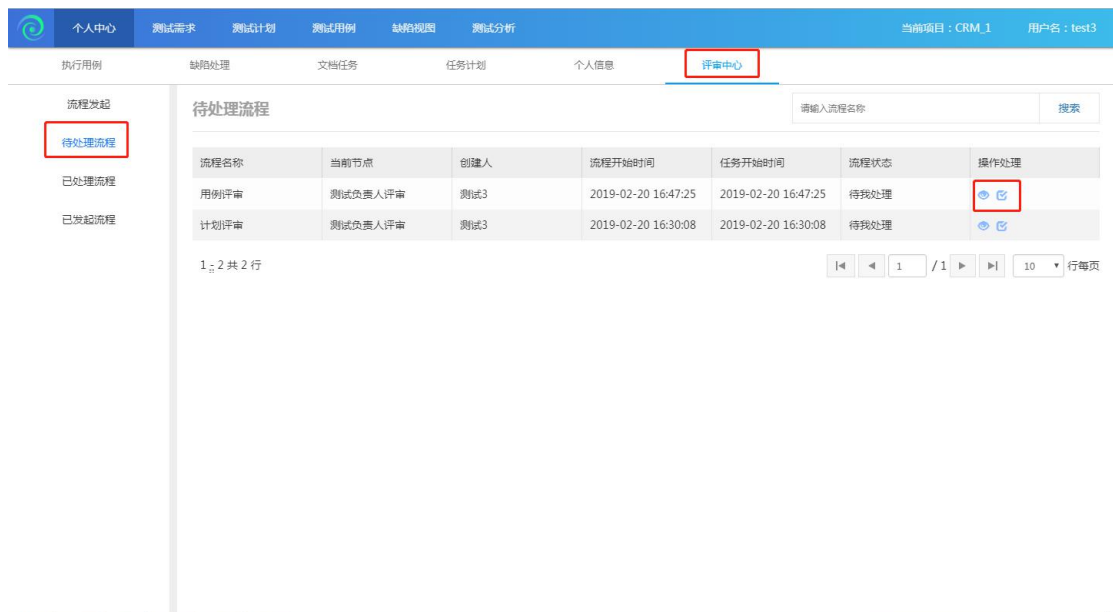 个人中心 测试需求 测试计划 测试用例 缺陷视图 测试分析 当前项目：CRM_1 用户名：test3
执行用例 缺陷处理 文档任务 任务计划 个人信息 评审中心
流程发起
待处理流程
已处理流程
已发起流程
待处理流程 请输入流程名称 搜索
流程名称 当前节点 创建人 流程开始时间 任务开始时间 流程状态 操作处理
用例评审 测试负责人评审 测试3 2019-02-20 16:47:25 2019-02-20 16:47:25 待我处理
计划评审 测试负责人评审 测试3 2019-02-20 16:30:08 2019-02-20 16:30:08 待我处理
1 - 2 共 2 行 1 / 1 10 行每页